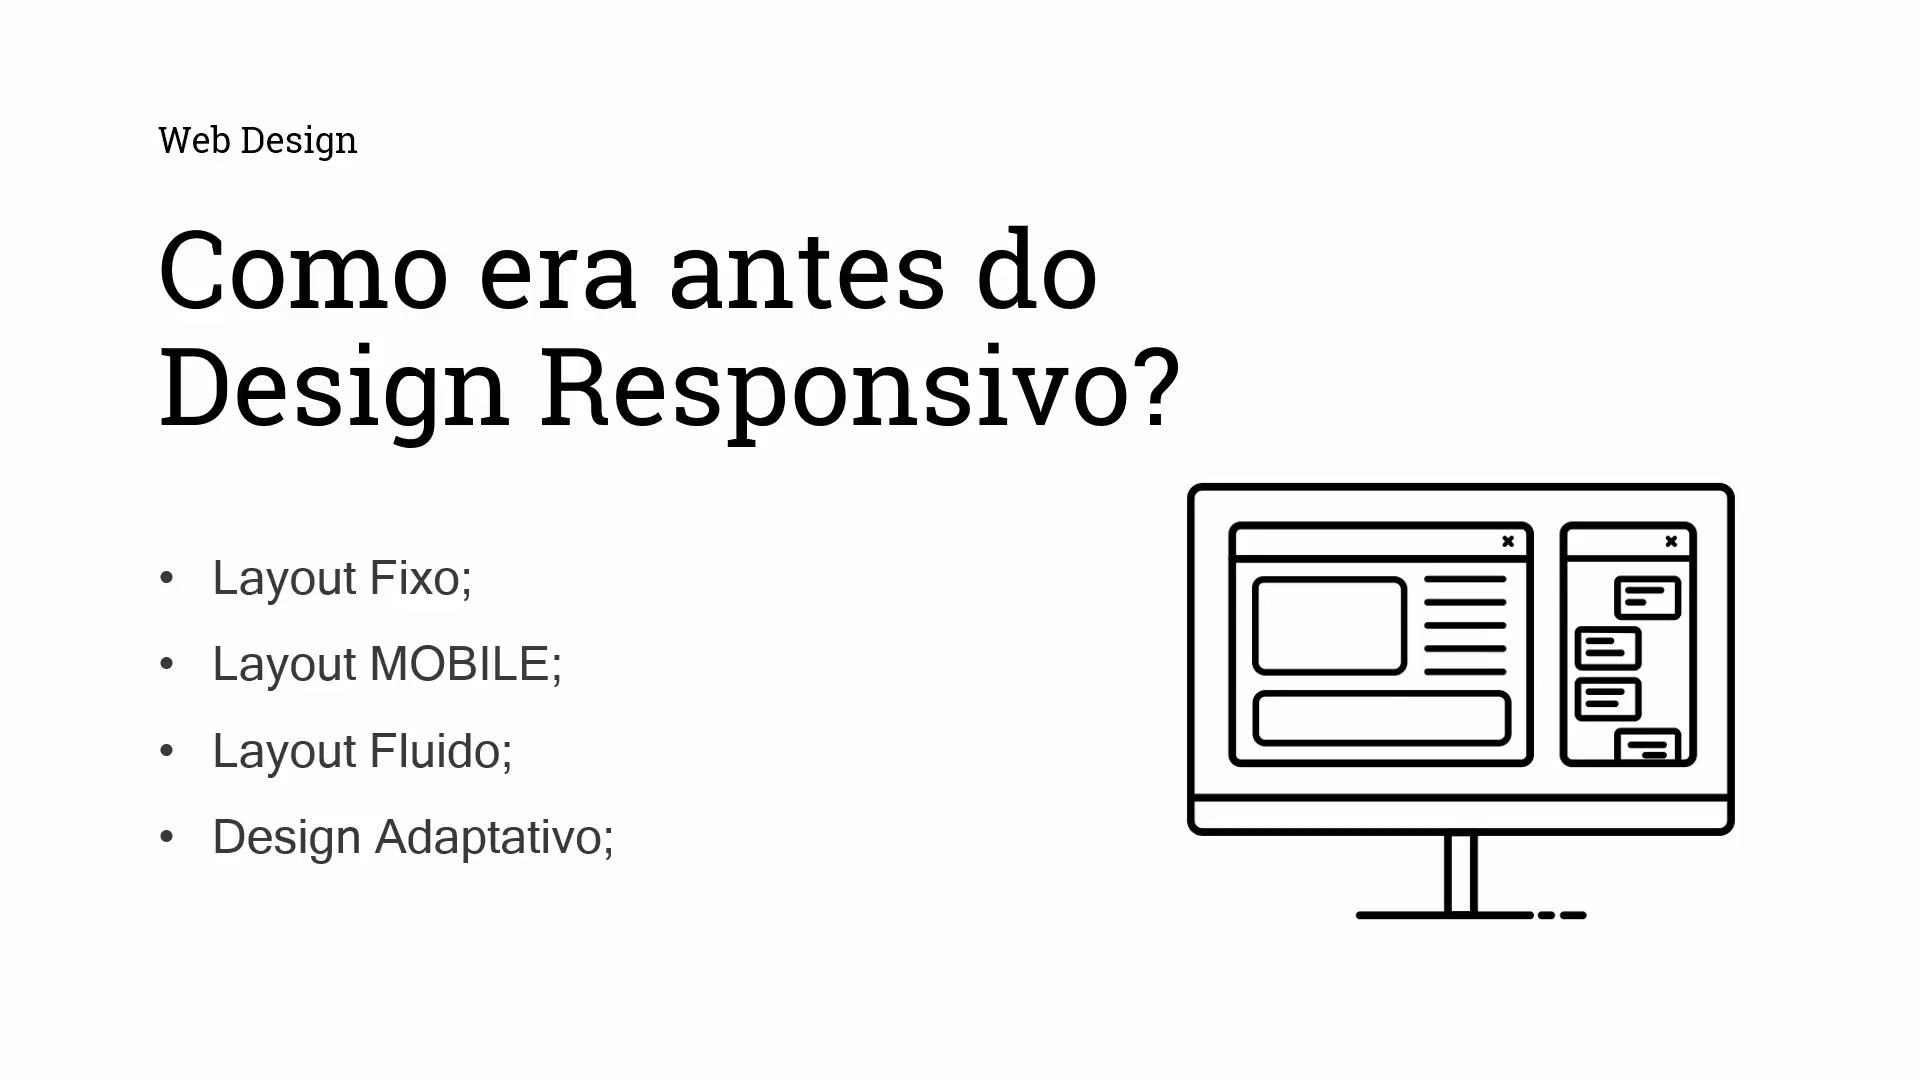 Web Design
Como era antes do
Design Responsivo?
• Layout Fixo;
• Layout MOBILE;
• Layout Fluido;
• Design Adaptativo;